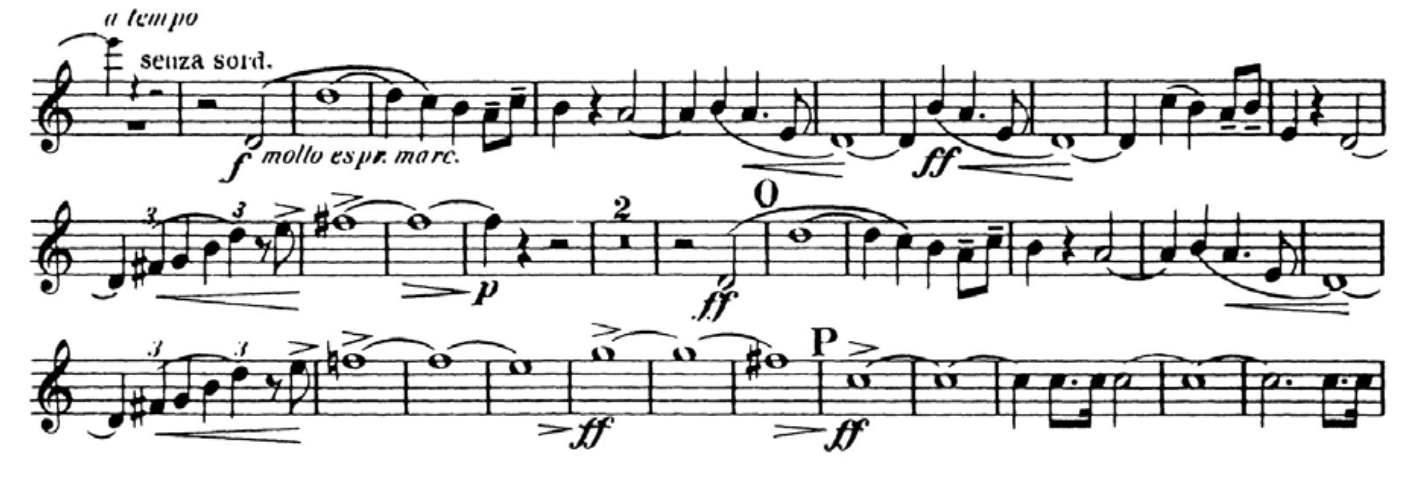 a tempo
senza sord.
f molto espr. marc.
ff
3 3
2
O
p
ff
3 3
P
ff
ff